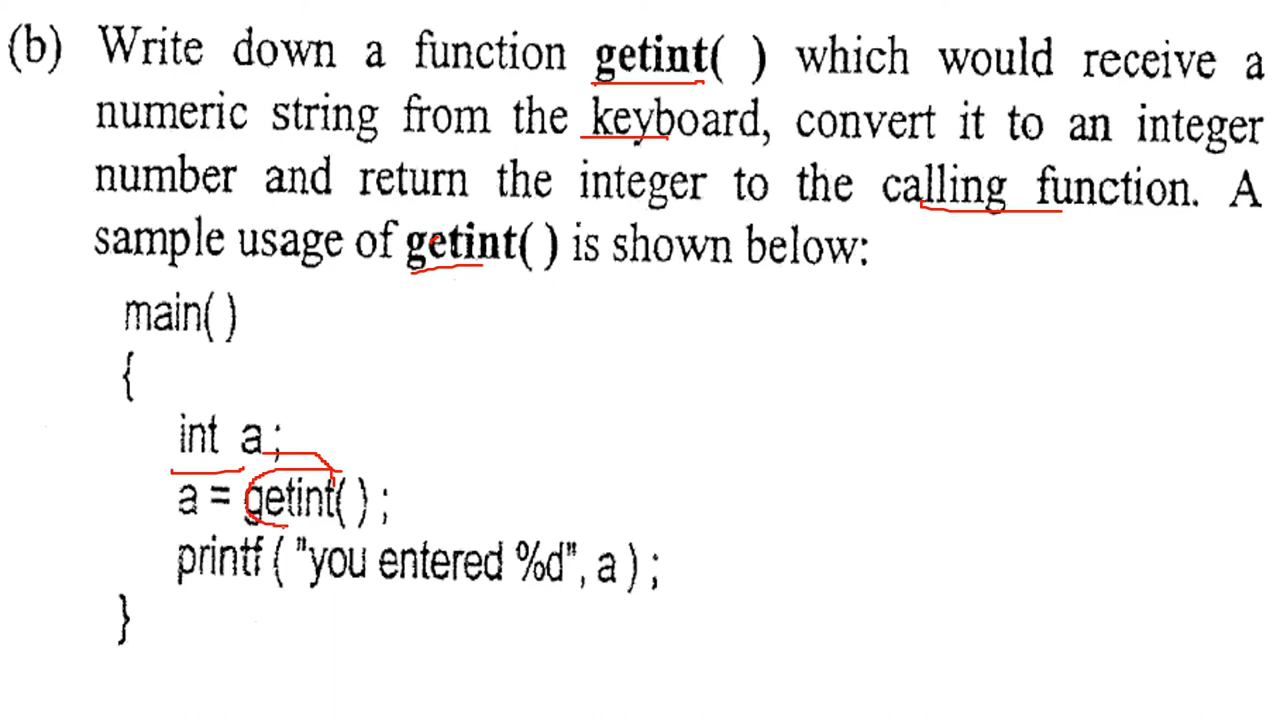 (b) Write down a function getint( ) which would receive a
numeric string from the keyboard, convert it to an integer
number and return the integer to the calling function. A
sample usage of getint( ) is shown below:
main( )
{
int a ;
a = getint( ) ;
printf ( "you entered %d", a ) ;
}